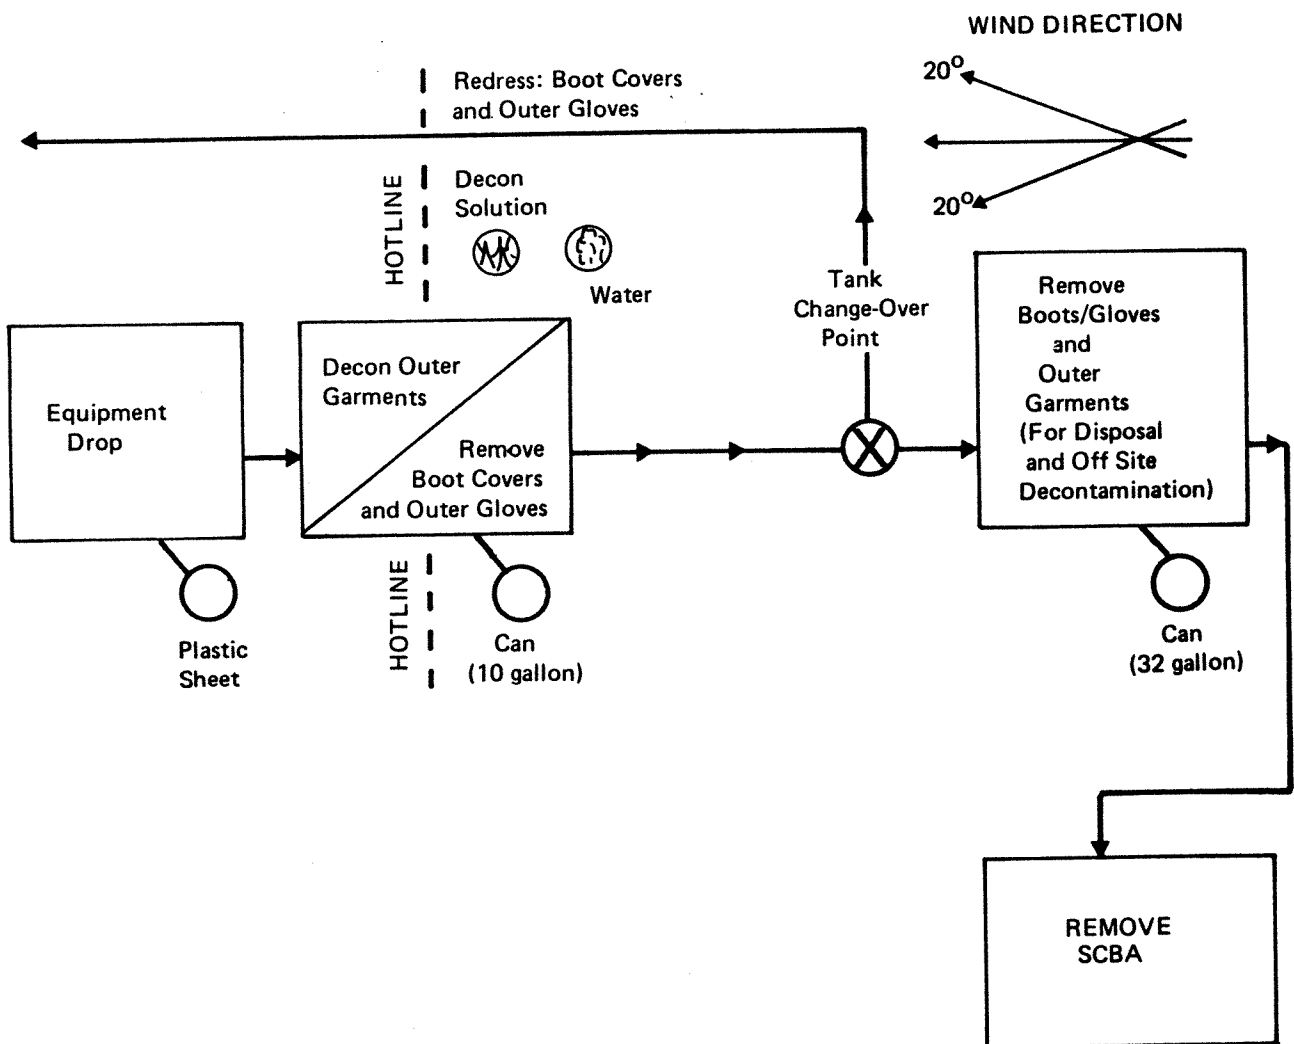 WIND DIRECTION
20°
20°
Redress: Boot Covers
and Outer Gloves
HOTLINE
Decon
Solution
Water
Tank
Change-Over
Point
Equipment
Drop
Decon Outer
Garments
Remove
Boot Covers
and Outer Gloves
Remove
Boots/Gloves
and
Outer
Garments
(For Disposal
and Off Site
Decontamination)
Plastic
Sheet
HOTLINE
Can
(10 gallon)
Can
(32 gallon)
REMOVE
SCBA